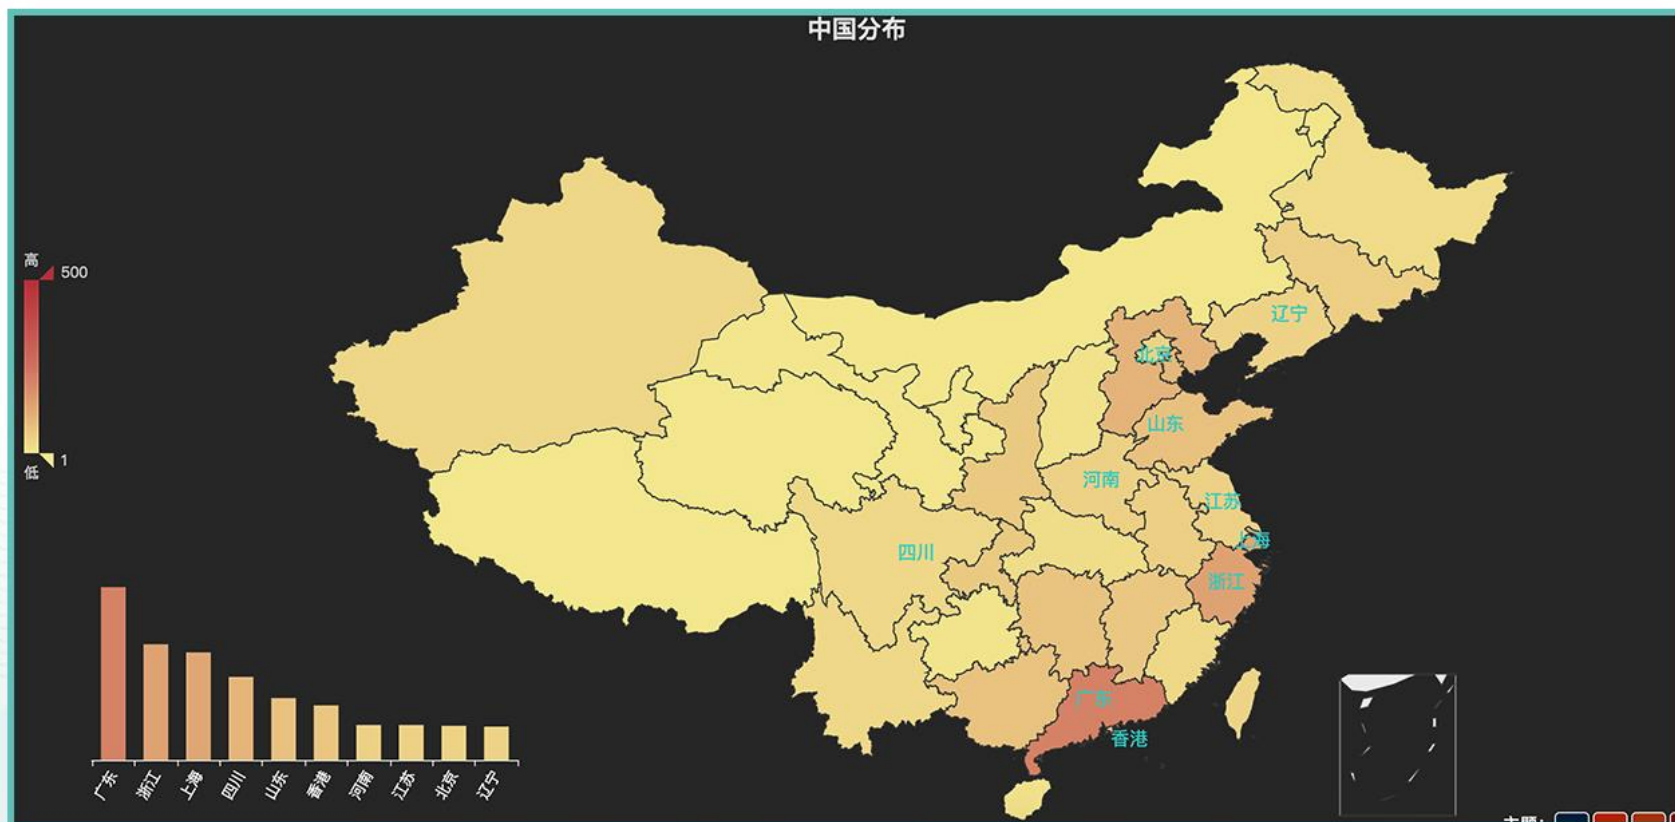 中国分布
高
500
1
低
辽宁
北京
山东
河南
江苏
上海
四川
浙江
广东
香港
广东
浙江
上海
四川
山东
香港
河南
江苏
北京
辽宁